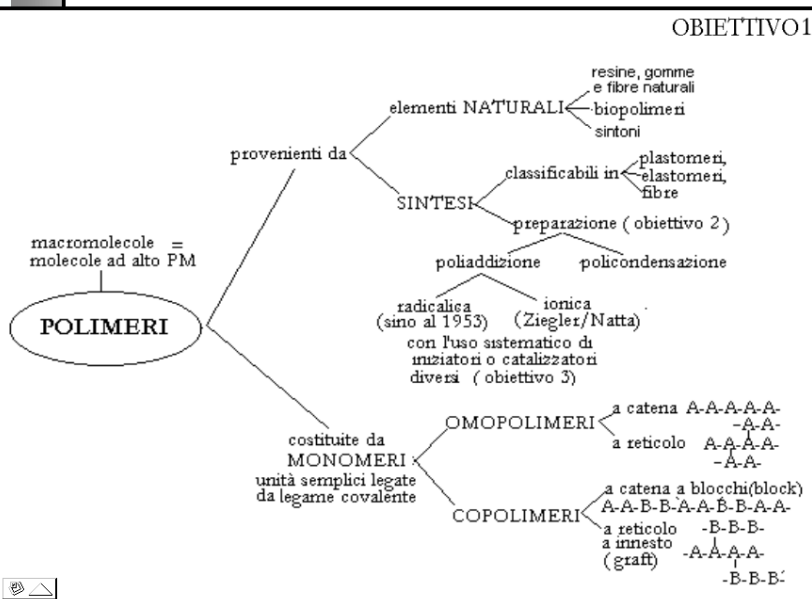 OBIETTIVO1
resine, gomme
e fibre naturali
elementi NATURALI
biopolimeri
sintoni
provenienti da
classificabili in
plastomeri,
elastomeri,
fibre
SINTESI
preparazione ( obiettivo 2)
macromolecole =
molecole ad alto PM
poliaddizione
policondensazione
radicalica
(sino al 1953)
ionica
(Ziegler/Natta)
POLIMERI
con l'uso sistematico di
iniziatori o catalizzatori
diversi ( obiettivo 3)
a catena A-A-A-A-A-
OMOPOLIMERI
-A-A-
a reticolo A-A-A-A-
-A-A-
costituite da
MONOMERI
unità semplici legate
da legame covalente
a catena a blocchi(block)
A-A-B-B-A-A-B-B-A-A-
COPOLIMERI
a reticolo -B-B-B-
a innesto
-A-A-A-A-
( graft)
-B-B-B-